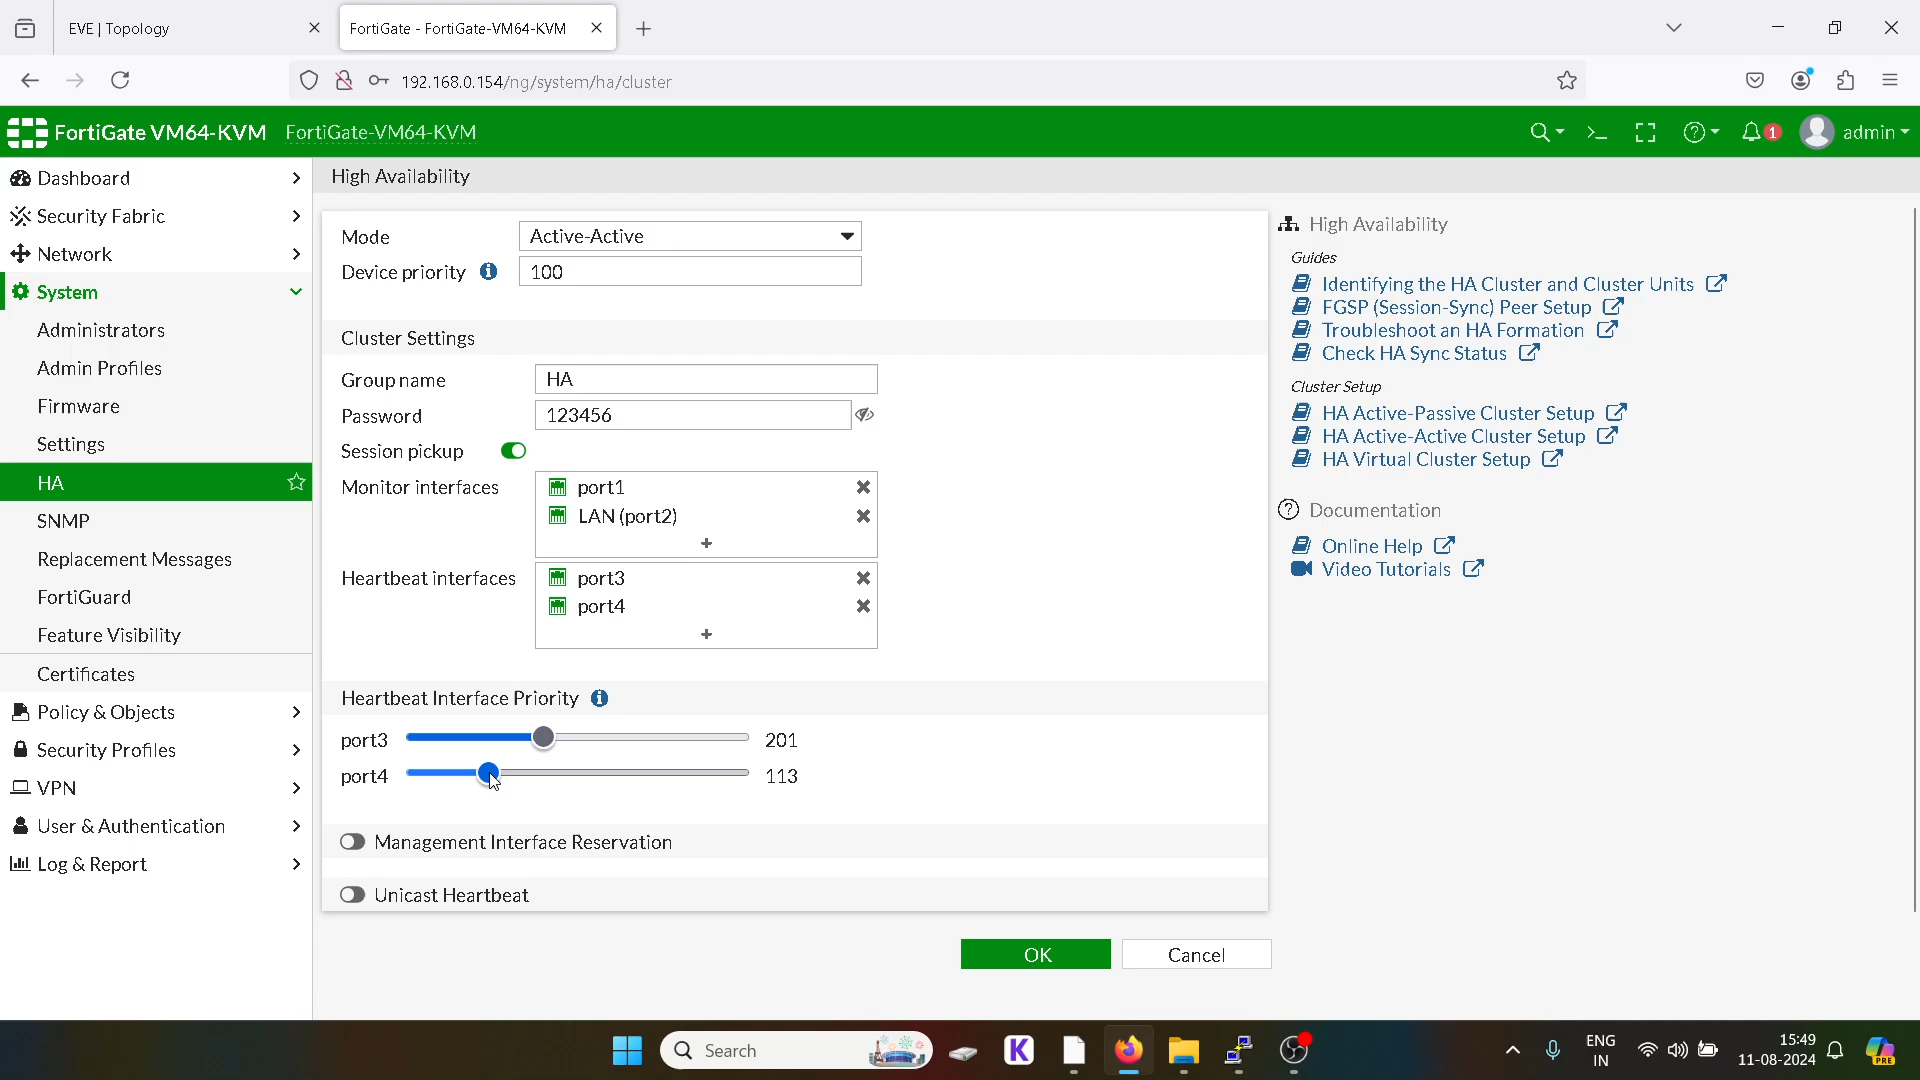 EVE | Topology
FortiGate - FortiGate-VM64-KVM
192.168.0.154/ng/system/ha/cluster
FortiGate VM64-KVM FortiGate-VM64-KVM
1 admin
Dashboard
Security Fabric
Network
System
Administrators
Admin Profiles
Firmware
Settings
HA
SNMP
Replacement Messages
FortiGuard
Feature Visibility
Certificates
Policy & Objects
Security Profiles
VPN
User & Authentication
Log & Report
High Availability
Mode Active-Active
Device priority 100
Cluster Settings
Group name HA
Password 123456
Session pickup
Monitor interfaces port1
LAN (port2)
Heartbeat interfaces port3
port4
Heartbeat Interface Priority
port3 201
port4 113
Management Interface Reservation
Unicast Heartbeat
OK Cancel
High Availability
Guides
Identifying the HA Cluster and Cluster Units
FGSP (Session-Sync) Peer Setup
Troubleshoot an HA Formation
Check HA Sync Status
Cluster Setup
HA Active-Passive Cluster Setup
HA Active-Active Cluster Setup
HA Virtual Cluster Setup
Documentation
Online Help
Video Tutorials
Search
K
ENG
IN
15:49
11-08-2024
PRE